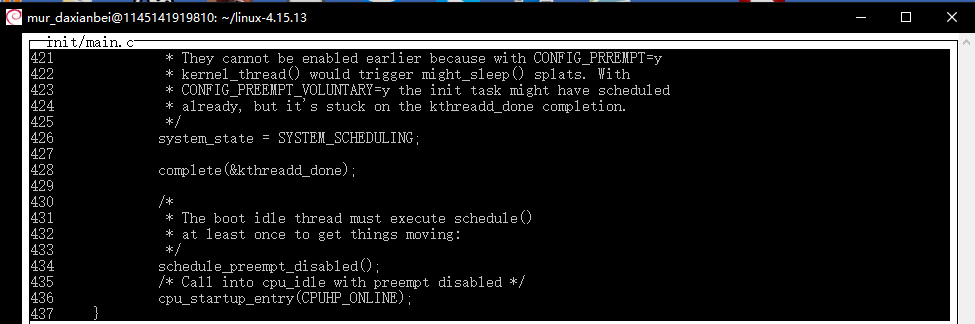 mur_daxianbei@1145141919810: ~/linux-4.15.13
init/main.c
421 * They cannot be enabled earlier because with CONFIG_PRREMPT=y
422 * kernel_thread() would trigger might_sleep() splats. With
423 * CONFIG_PREEMPT_VOLUNTARY=y the init task might have scheduled
424 * already, but it's stuck on the kthreadd_done completion.
425 */
426 system_state = SYSTEM_SCHEDULING;
427
428 complete(&kthreadd_done);
429
430 /*
431 * The boot idle thread must execute schedule()
432 * at least once to get things moving:
433 */
434 schedule_preempt_disabled();
435 /* Call into cpu_idle with preempt disabled */
436 cpu_startup_entry(CPUHP_ONLINE);
437 }